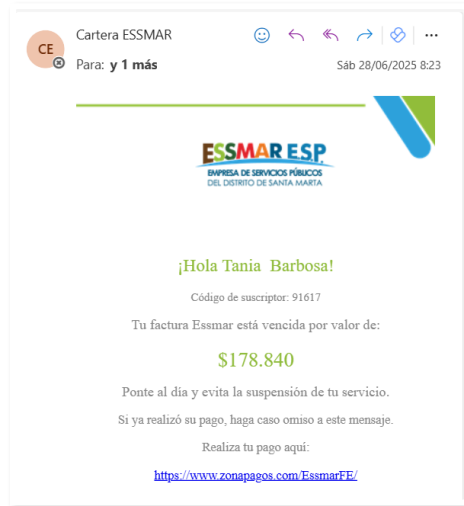 Cartera ESSMAR
CE
Para: y 1 más
Sáb 28/06/2025 8:23
ESSMAR E.S.P.
EMPRESA DE SERVICIOS PÚBLICOS
DEL DISTRITO DE SANTA MARTA
¡Hola Tania  Barbosa!
Código de suscriptor: 91617
Tu factura Essmar está vencida por valor de:
$178.840
Ponte al día y evita la suspensión de tu servicio.
Si ya realizó su pago, haga caso omiso a este mensaje.
Realiza tu pago aquí:
https://www.zonapagos.com/EssmarFE/